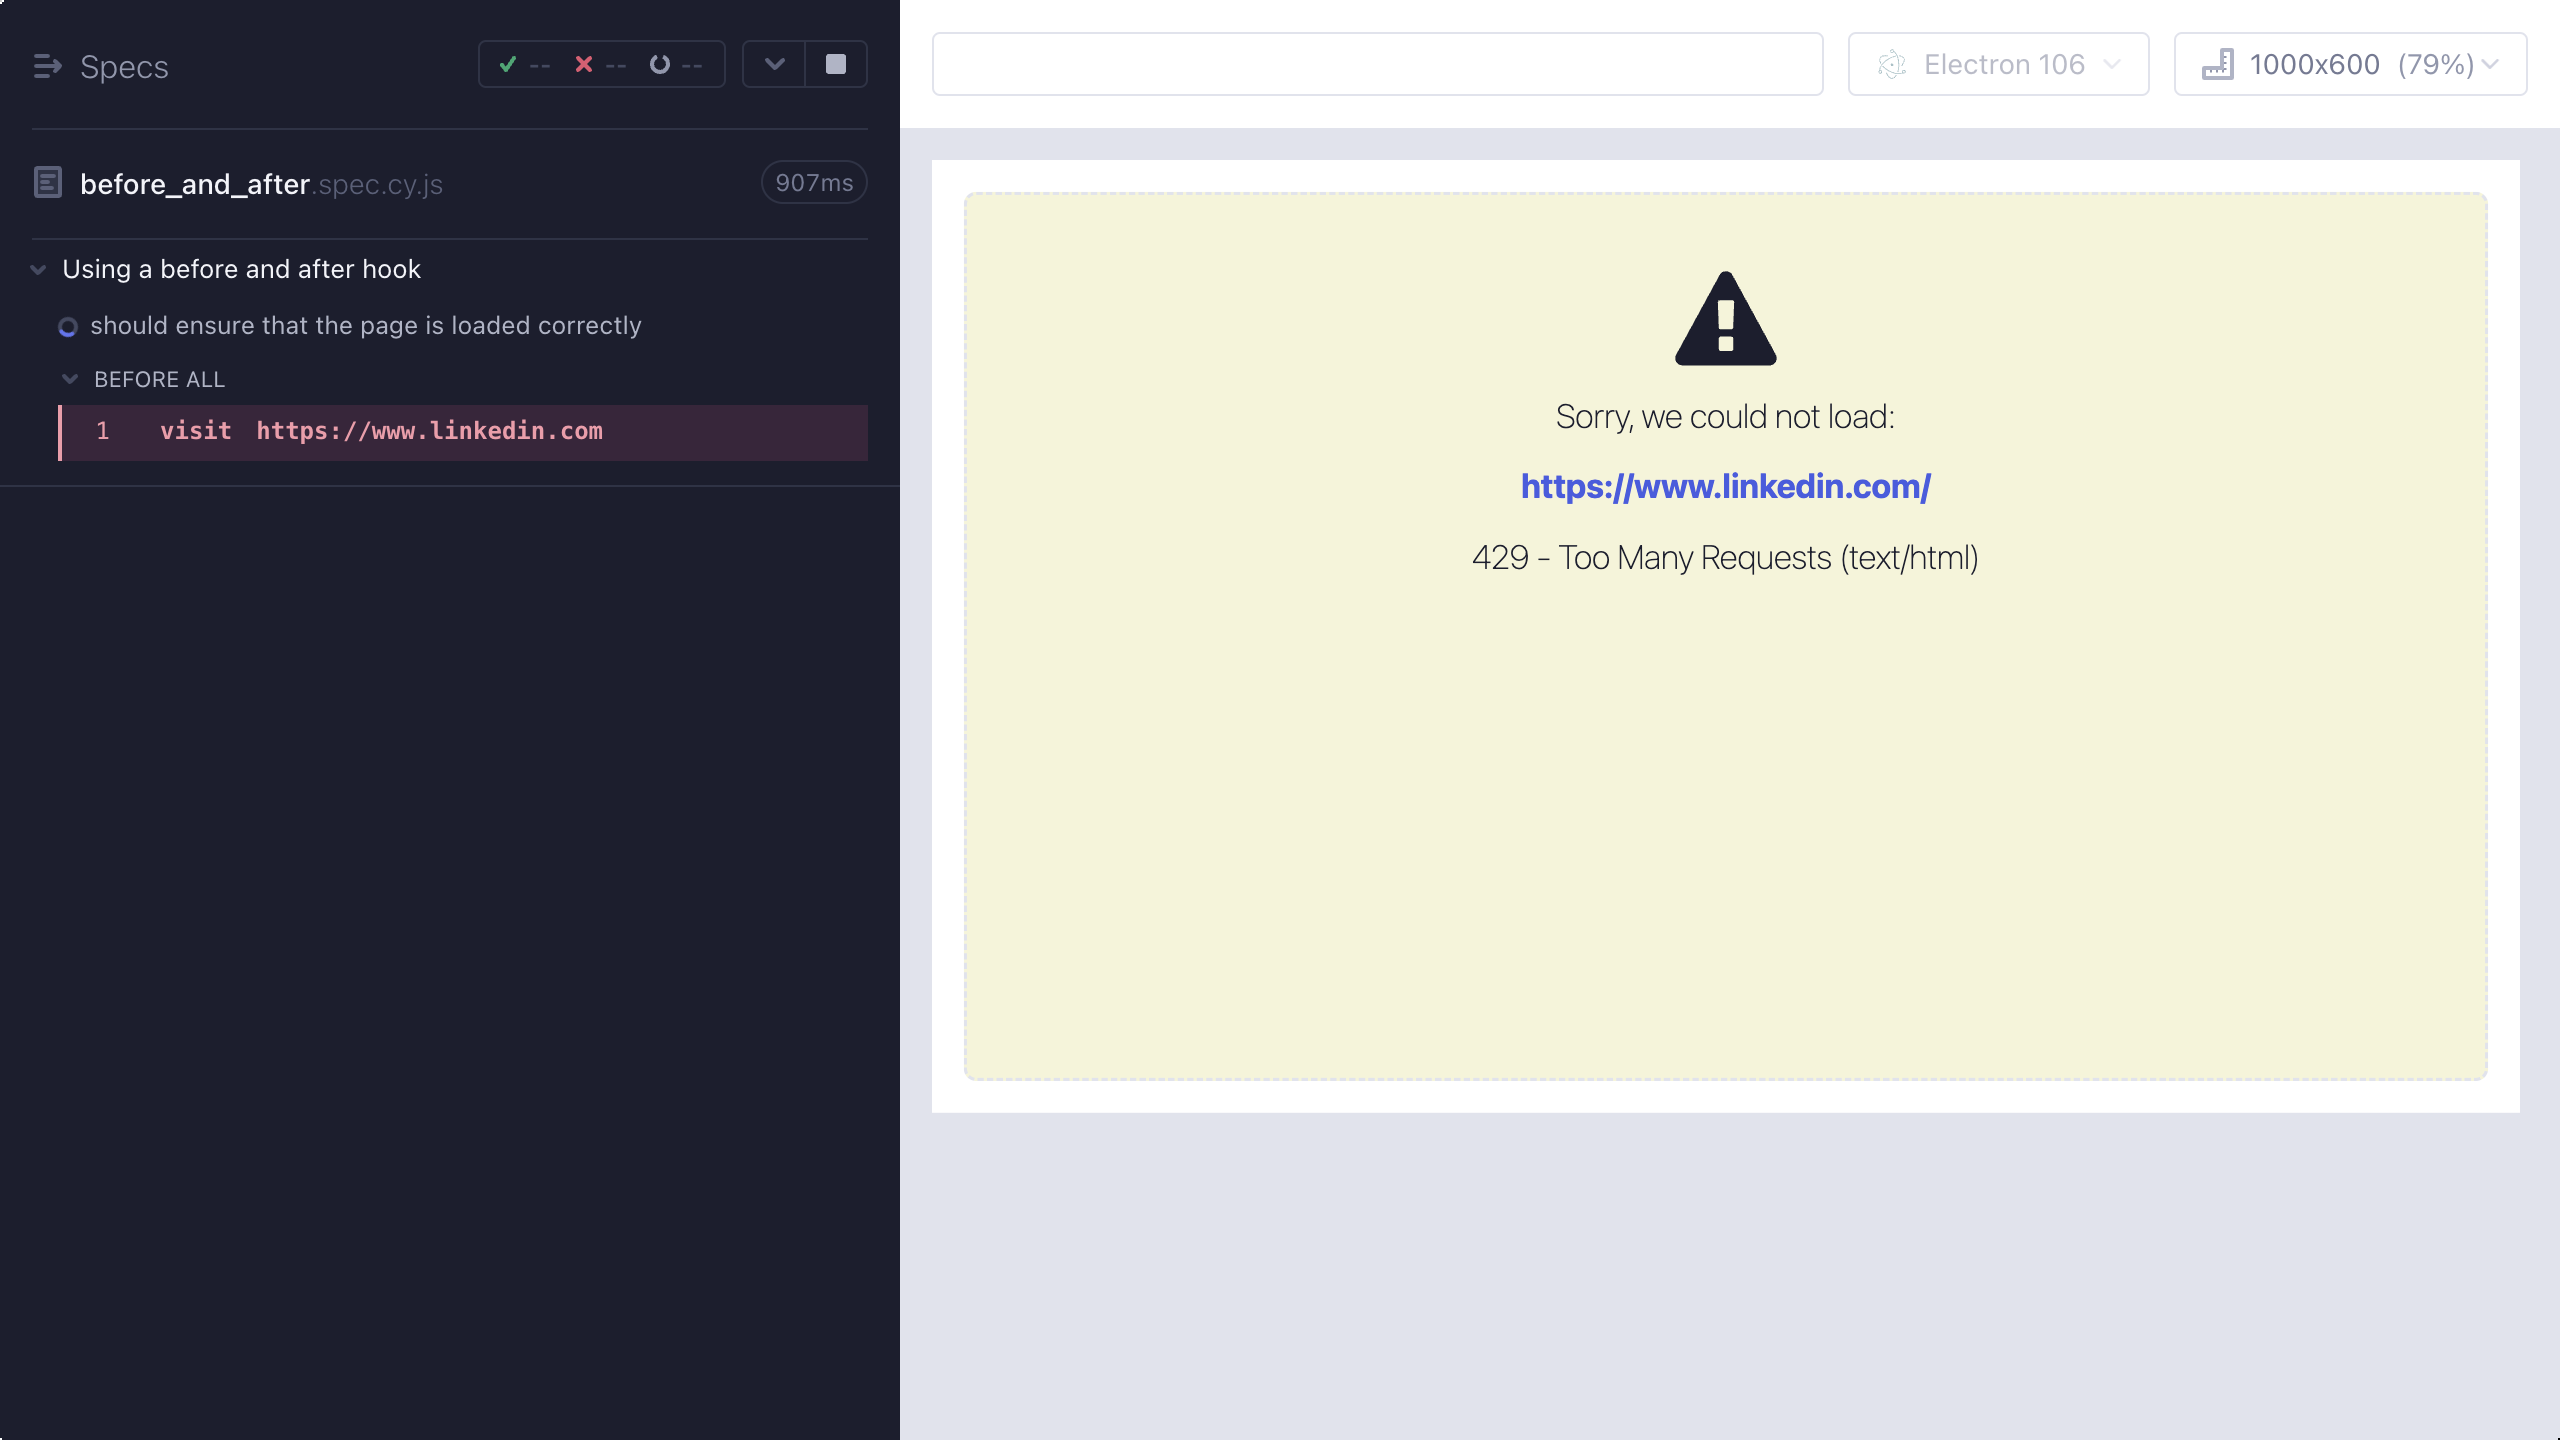 Specs
-- -- --
before_and_after.spec.cy.js 907ms
Using a before and after hook
should ensure that the page is loaded correctly
BEFORE ALL
1 visit https://www.linkedin.com
Electron 106
1000x600 (79%)
Sorry, we could not load:
https://www.linkedin.com/
429 - Too Many Requests (text/html)